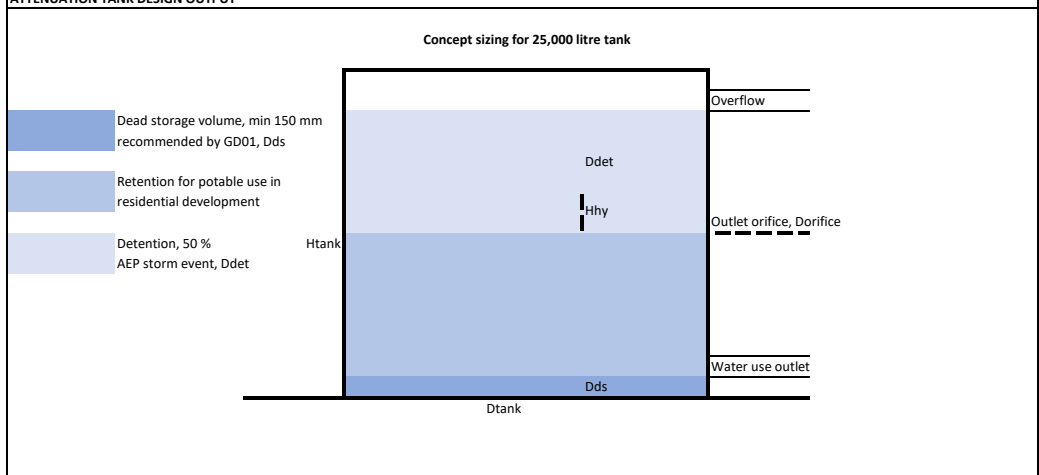 ATTENUATION TANK DESIGN OUTPUT
Concept sizing for 25,000 litre tank
Overflow
Dead storage volume, min 150 mm
recommended by GD01, Dds
Ddet
Retention for potable use in
residential development
Hhy
Outlet orifice, Dorifice
Detention, 50 %
AEP storm event, Ddet
Htank
Water use outlet
Dds
Dtank